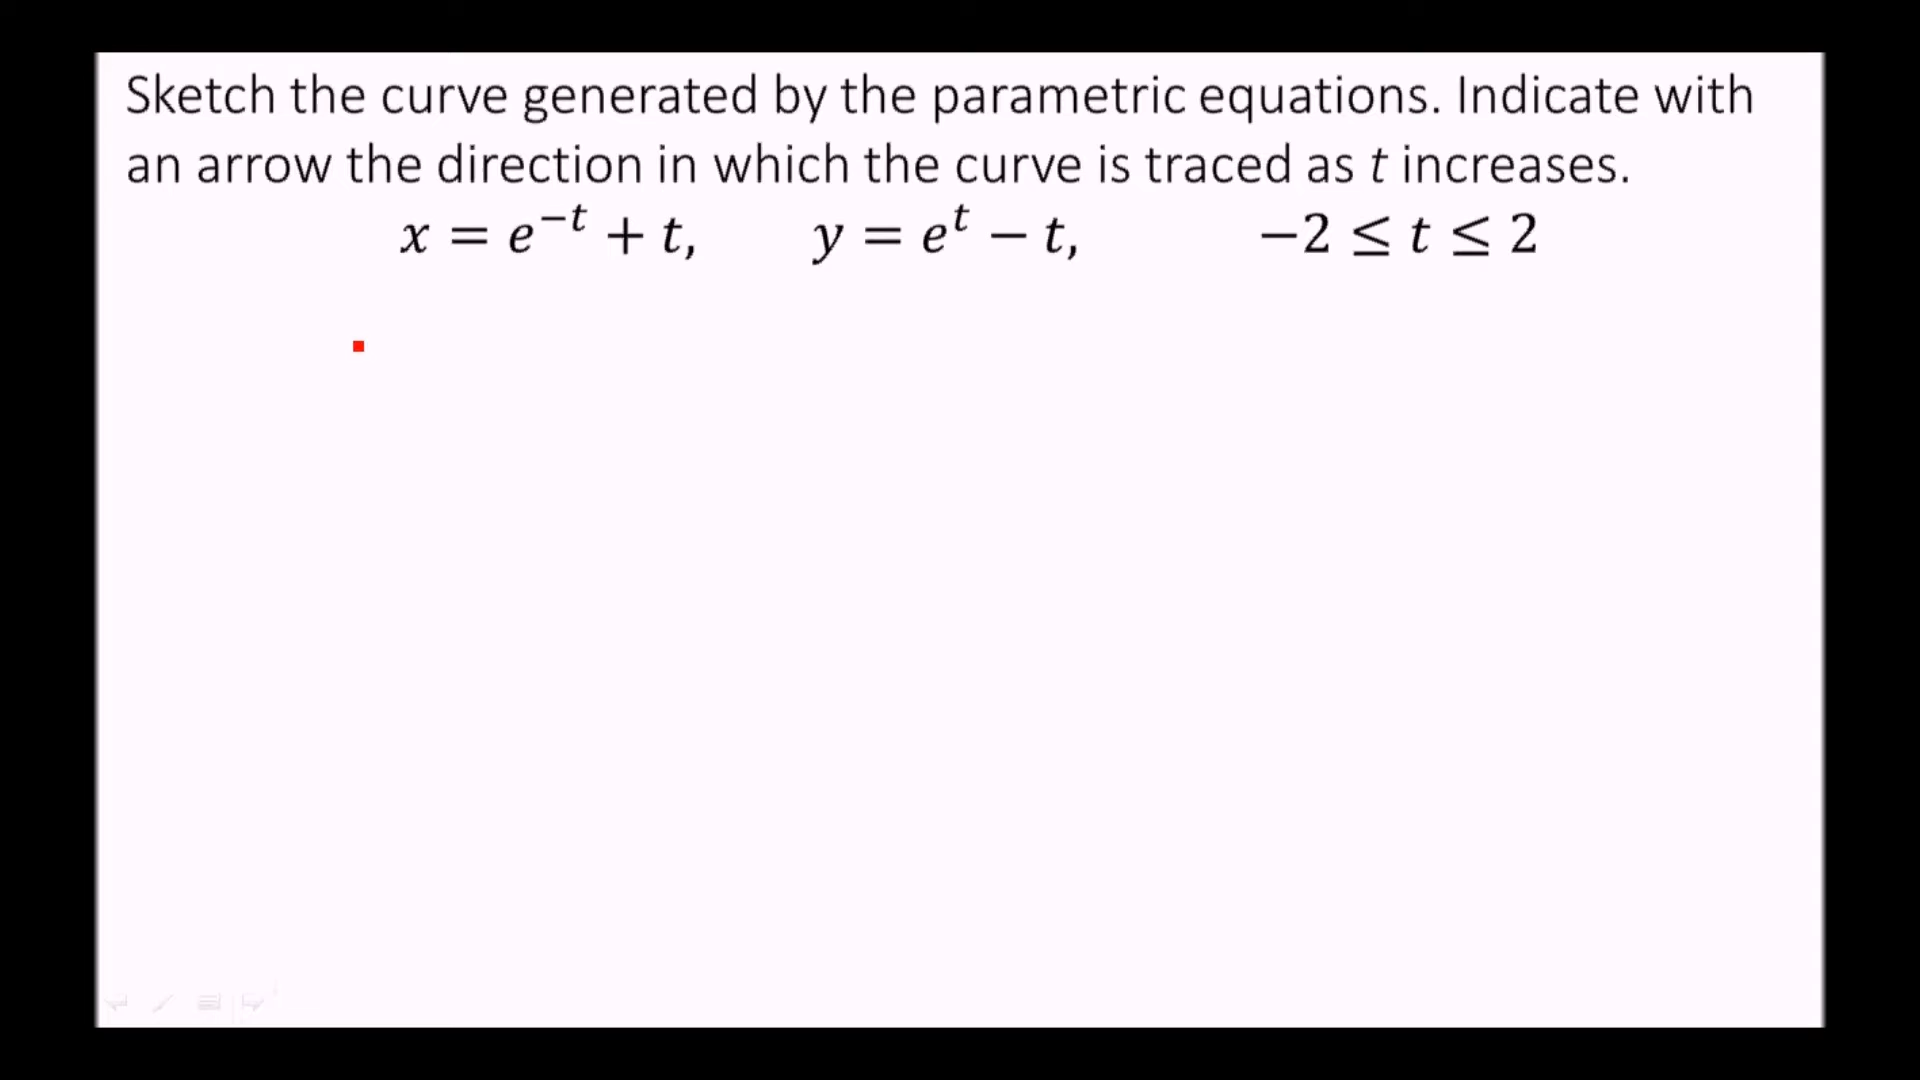 Sketch the curve generated by the parametric equations. Indicate with
an arrow the direction in which the curve is traced as t increases.
x = e^{-t} + t, y = e^t − t, −2 ≤ t ≤ 2